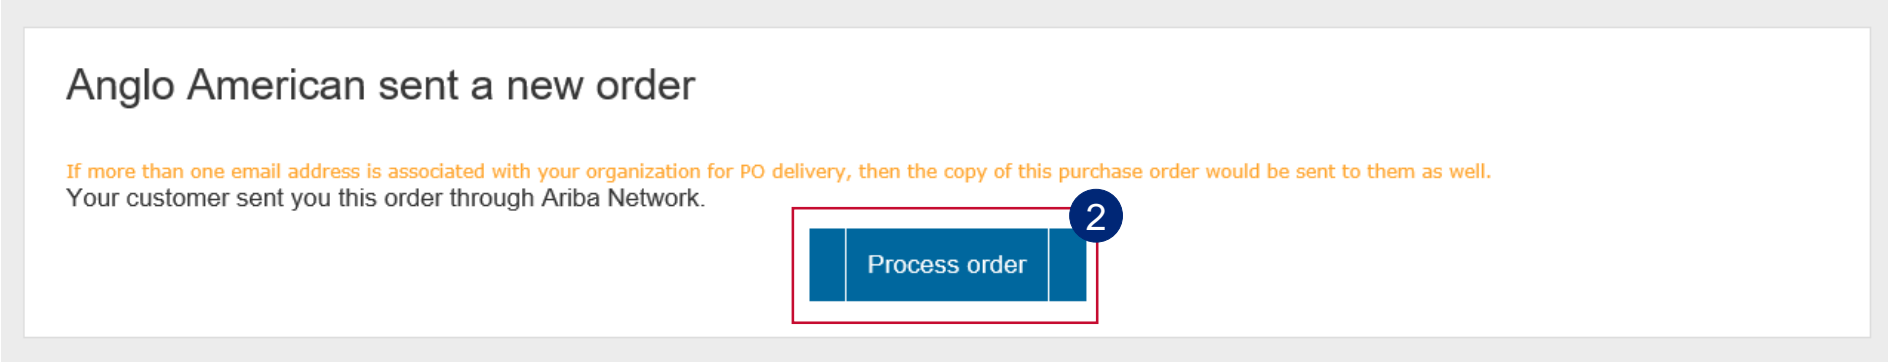 Anglo American sent a new order
If more than one email address is associated with your organization for PO delivery, then the copy of this purchase order would be sent to them as well.
Your customer sent you this order through Ariba Network.
2
Process order